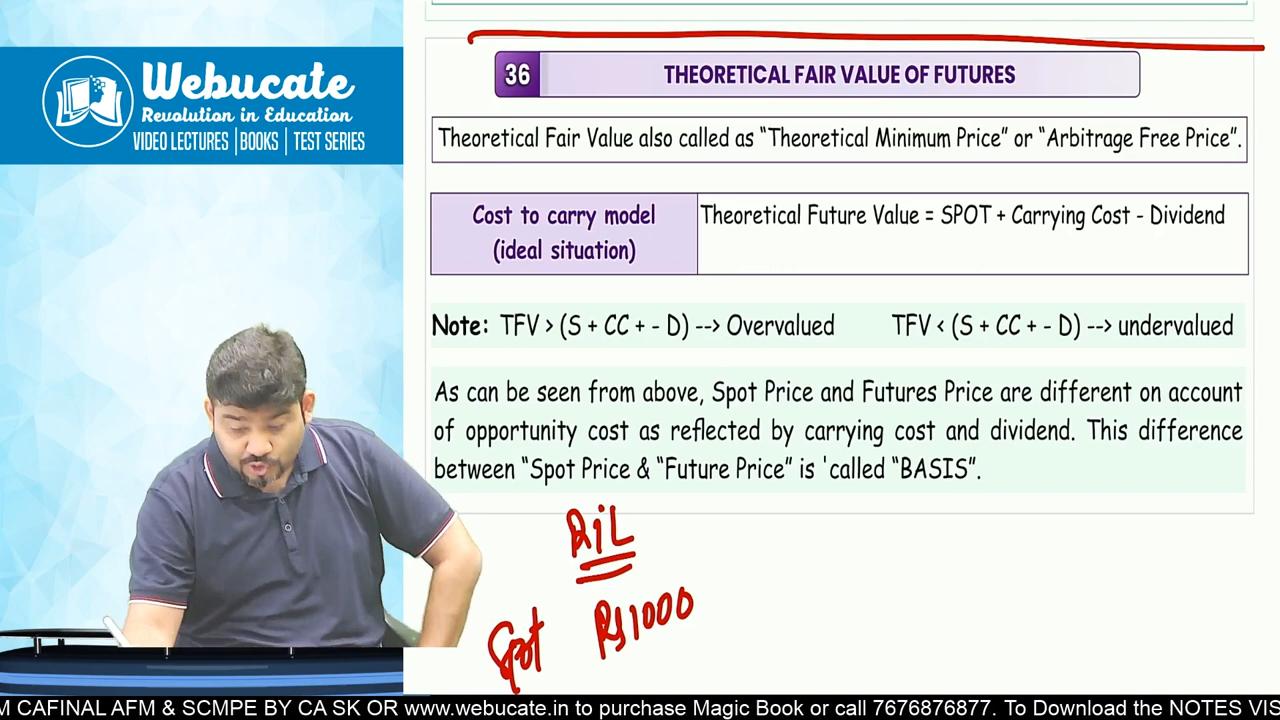 Webucate
Revolution in Education
VIDEO LECTURES | BOOKS | TEST SERIES
36 THEORETICAL FAIR VALUE OF FUTURES
Theoretical Fair Value also called as “Theoretical Minimum Price” or “Arbitrage Free Price”.
Cost to carry model
(ideal situation)
Theoretical Future Value = SPOT + Carrying Cost - Dividend
Note: TFV > (S + CC + - D) --> Overvalued TFV < (S + CC + - D) --> undervalued
As can be seen from above, Spot Price and Futures Price are different on account
of opportunity cost as reflected by carrying cost and dividend. This difference
between “Spot Price & “Future Price” is 'called “BASIS”.
RiL
Spot Rs1000
M CAFINAL AFM & SCMPE BY CA SK OR www.webucate.in to purchase Magic Book or call 7676876877. To Download the NOTES VIS